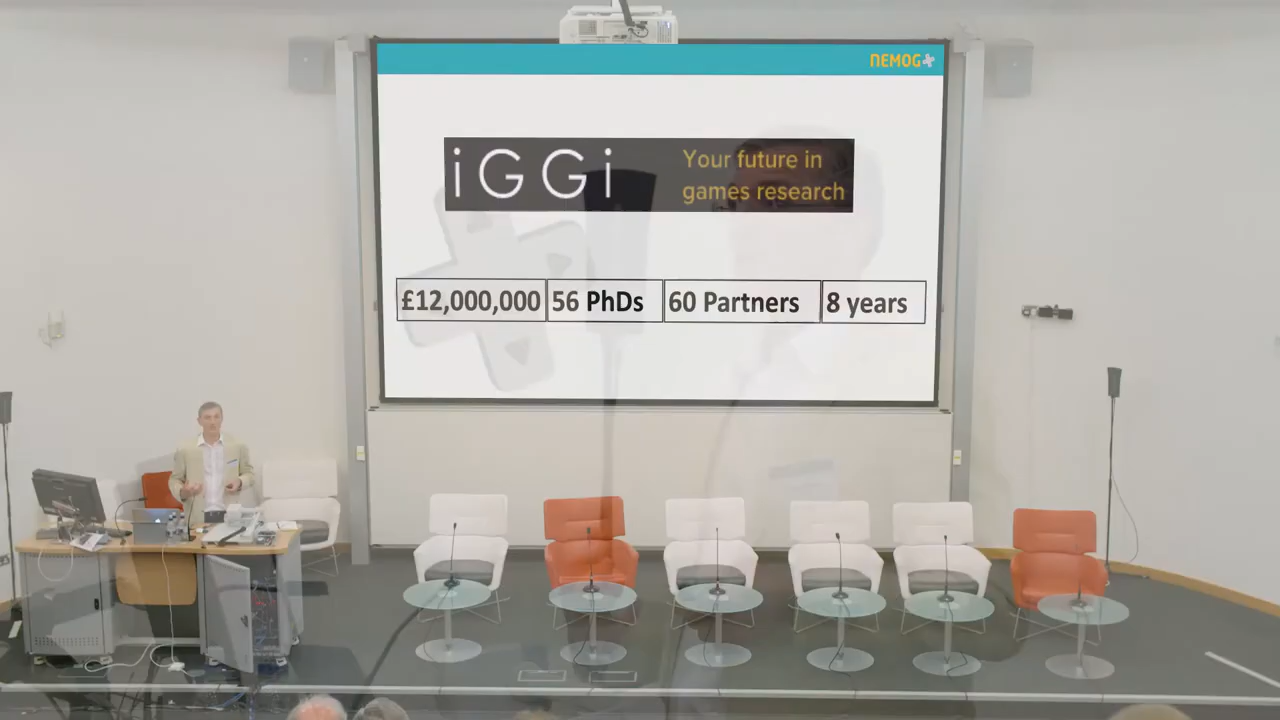 NEMOG
iGGi
Your future in
games research
£12,000,000 56 PhDs 60 Partners 8 years